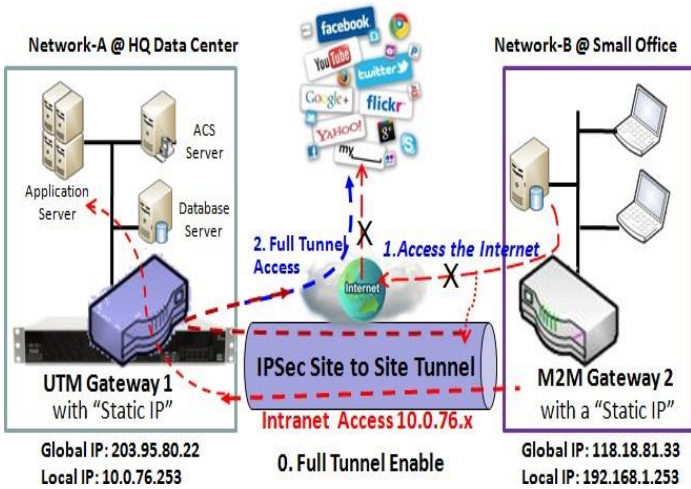 Network-A @ HQ Data Center
Network-B @ Small Office
facebook
YouTube
twitter
Google+
flickr
YAHOO!
g+
my
ACS
Server
Application
Server
Database
Server
2. Full Tunnel
Access
1.Access the Internet
X
X
Internet
IPSec Site to Site Tunnel
UTM Gateway 1
with “Static IP”
M2M Gateway 2
with a “Static IP”
Intranet Access 10.0.76.x
0. Full Tunnel Enable
Global IP: 203.95.80.22
Local IP: 10.0.76.253
Global IP: 118.18.81.33
Local IP: 192.168.1.253